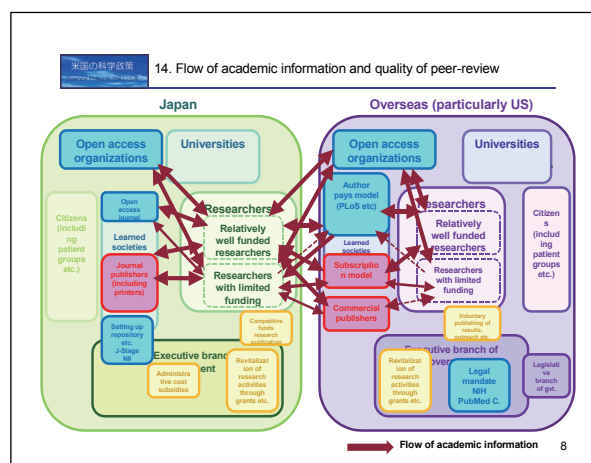 米国の科学政策
14. Flow of academic information and quality of peer-review
Japan
Open access
organizations
Universities
Citizens
(includi
ng
patient
groups
etc.)
Open
access
journal
Learned
societies
Journal
publishers
(including
printers)
Setting up
repository
etc.
J-Stage
NII
Researchers
Relatively
well funded
researchers
Researchers
with limited
funding
Competitive
funds
research
publication
Executive branch
Administra
tive cost
subsidies
Revitalizat
ion of
research
activities
through
grants etc.
Overseas (particularly US)
Open access
organizations
Universities
Author
pays model
(PLoS etc)
Learned
societies
Subscriptio
n model
Commercial
publishers
Researchers
Relatively
well funded
researchers
Researchers
with limited
funding
Citizen
s
(includ
ing
patient
groups
etc.)
Voluntary
publishing of
results,
outreach etc.
Executive branch of
Revitalizat
ion of
research
activities
through
grants etc.
Legal
mandate
NIH
PubMed C.
Legislati
ve
branch
of gvt.
Flow of academic information
8